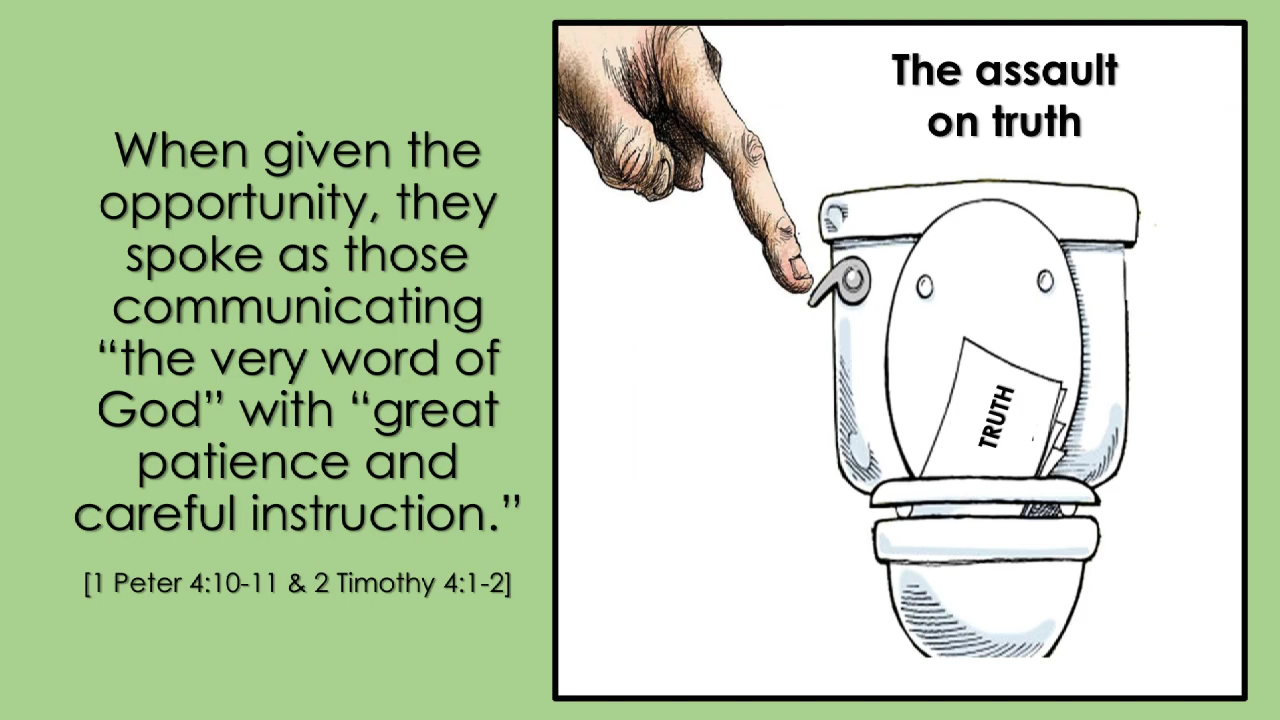 When given the
opportunity, they
spoke as those
communicating
“the very word of
God” with “great
patience and
careful instruction.”
[1 Peter 4:10-11 & 2 Timothy 4:1-2]
The assault
on truth
TRUTH